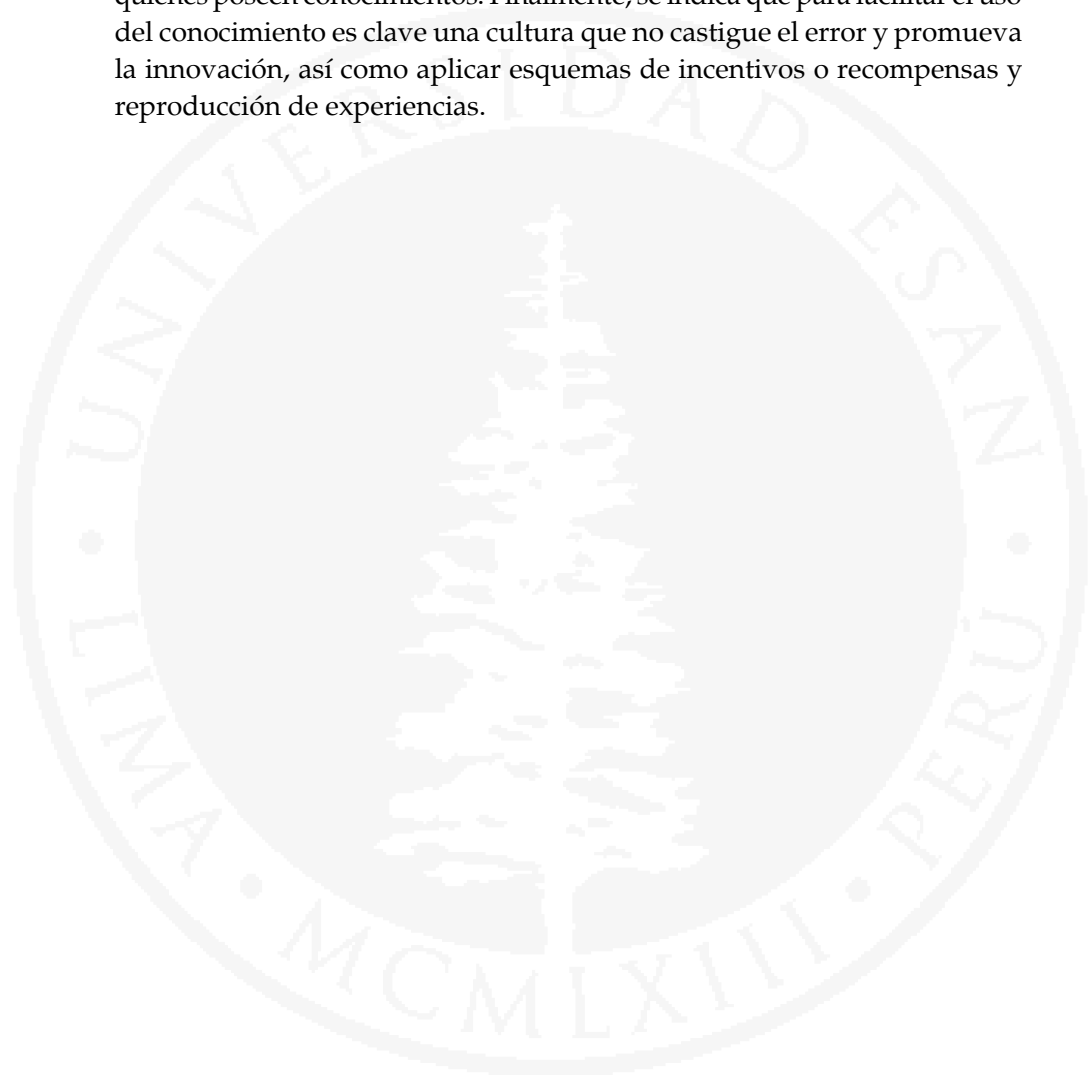 quienes poseen conocimientos. Finalmente, se indica que para facilitar el uso
del conocimiento es clave una cultura que no castigue el error y promueva
la innovación, así como aplicar esquemas de incentivos o recompensas y
reproducción de experiencias.
UNIVERSIDAD ESAN • LIMA • MCMLXIII • PERÚ •